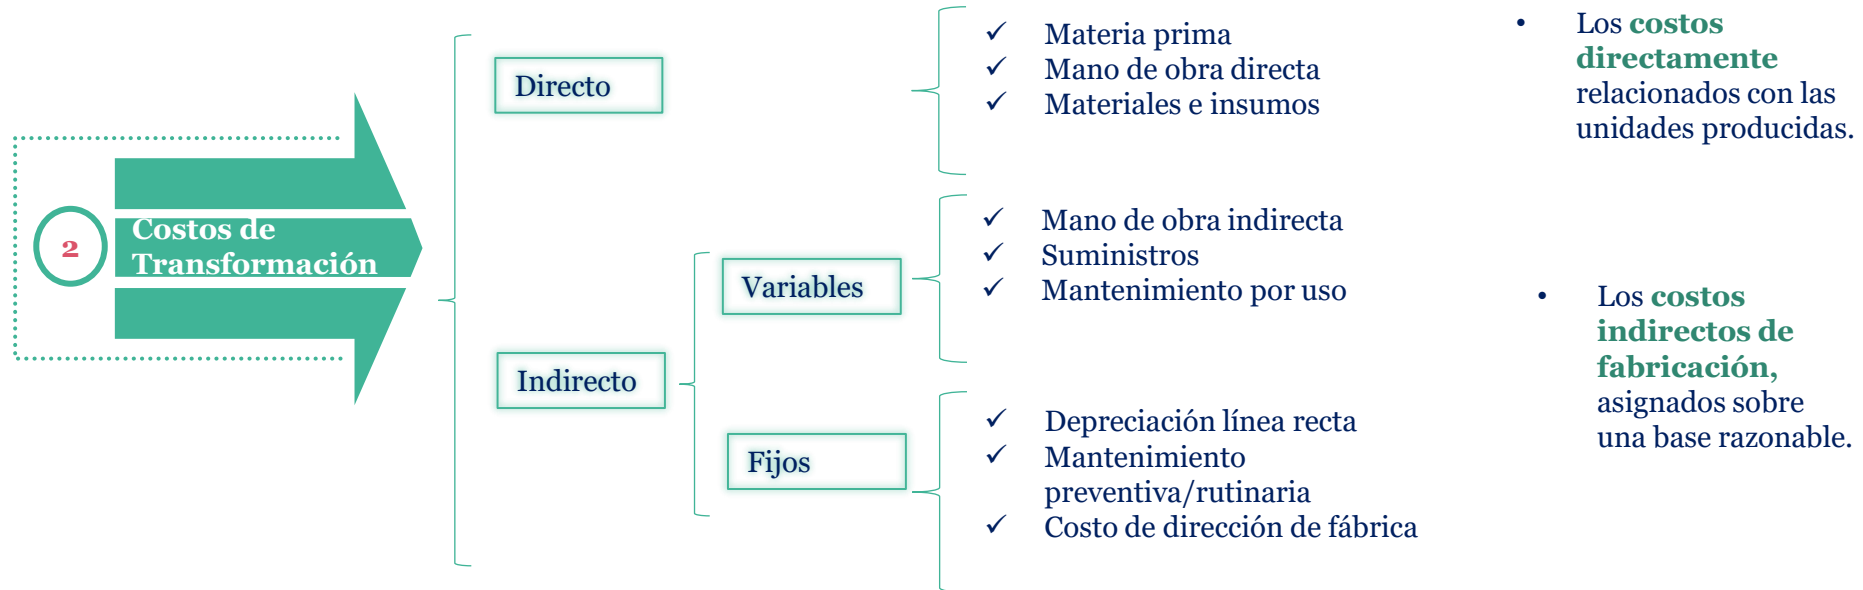 2
Costos de
Transformación
Directo
✓ Materia prima
✓ Mano de obra directa
✓ Materiales e insumos
• Los costos
directamente
relacionados con las
unidades producidas.
Indirecto
Variables
✓ Mano de obra indirecta
✓ Suministros
✓ Mantenimiento por uso
Fijos
✓ Depreciación línea recta
✓ Mantenimiento
preventiva/rutinaria
✓ Costo de dirección de fábrica
• Los costos
indirectos de
fabricación,
asignados sobre
una base razonable.